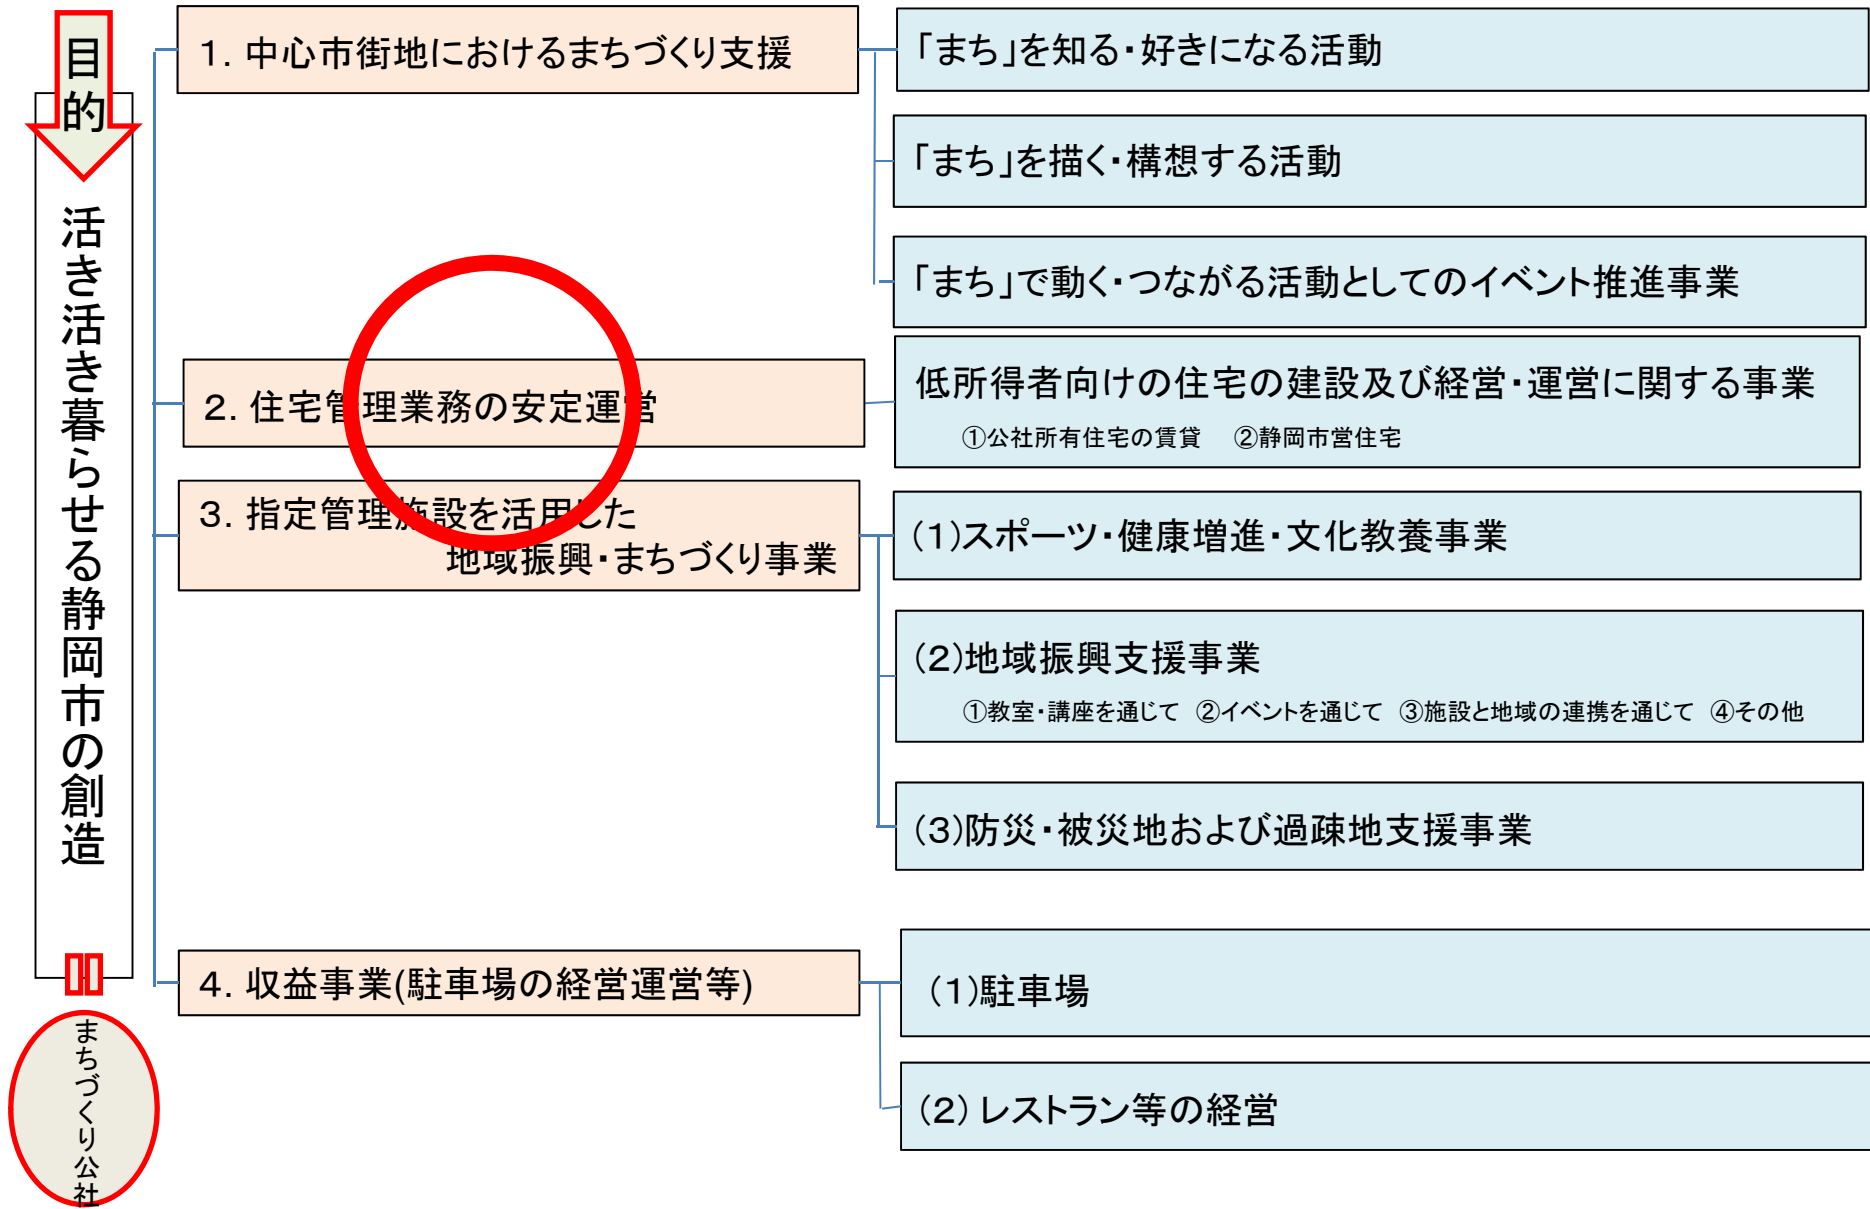 目的
活き活き暮らせる静岡市の創造
まちづくり公社
1. 中心市街地におけるまちづくり支援
「まち」を知る・好きになる活動
「まち」を描く・構想する活動
「まち」で動く・つながる活動としてのイベント推進事業
2. 住宅管理業務の安定運営
低所得者向けの住宅の建設及び経営・運営に関する事業
①公社所有住宅の賃貸 ②静岡市営住宅
3. 指定管理施設を活用した
地域振興・まちづくり事業
(1)スポーツ・健康増進・文化教養事業
(2)地域振興支援事業
①教室・講座を通じて ②イベントを通じて ③施設と地域の連携を通じて ④その他
(3)防災・被災地および過疎地支援事業
4. 収益事業(駐車場の経営運営等)
(1)駐車場
(2) レストラン等の経営